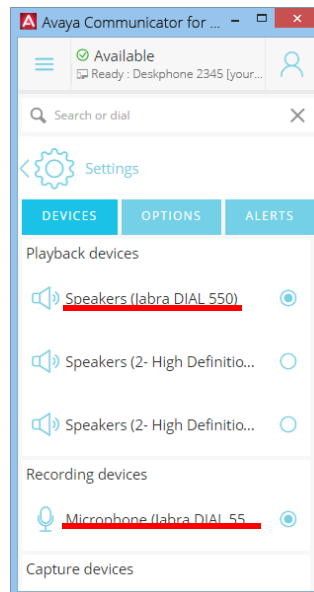 Avaya Communicator for ...
Available
Ready : Deskphone 2345 [your...
Search or dial
Settings
DEVICES OPTIONS ALERTS
Playback devices
Speakers (Jabra DIAL 550)
Speakers (2- High Definitio...
Speakers (2- High Definitio...
Recording devices
Microphone (Jabra DIAL 55...
Capture devices